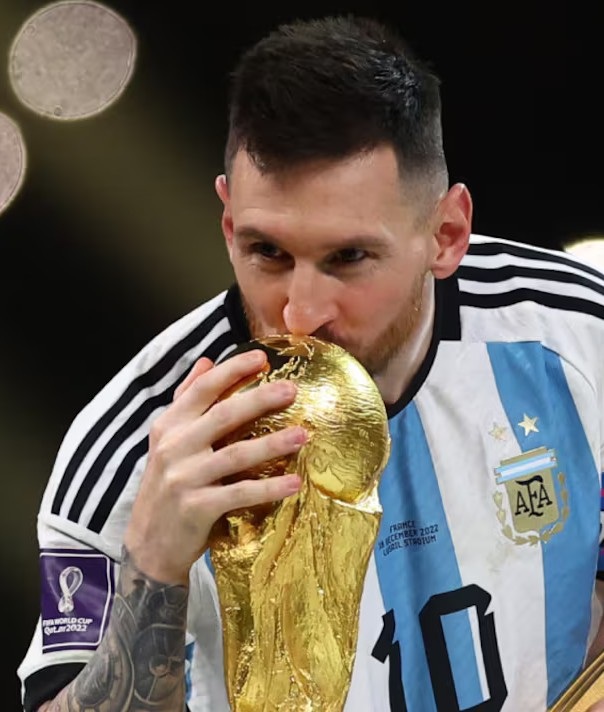 FRANCE
18 DECEMBER 2022
LUSAIL STADIUM
AFA
FIFA WORLD CUP
Qatar2022
10